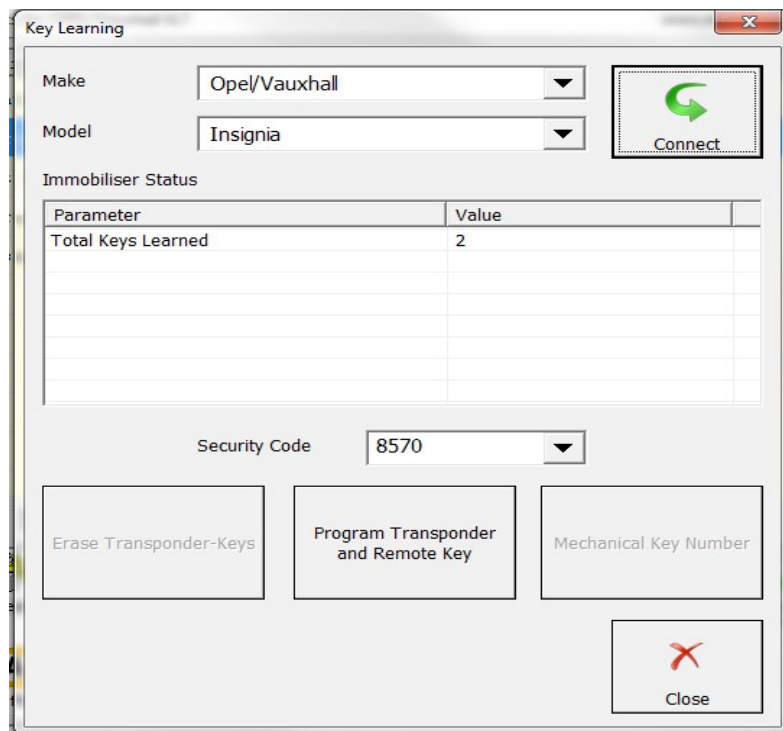 Key Learning
Make
Opel/Vauxhall
Model
Insignia
Connect
Immobiliser Status
Parameter
Value
Total Keys Learned
2
Security Code
8570
Erase Transponder-Keys
Program Transponder
and Remote Key
Mechanical Key Number
Close